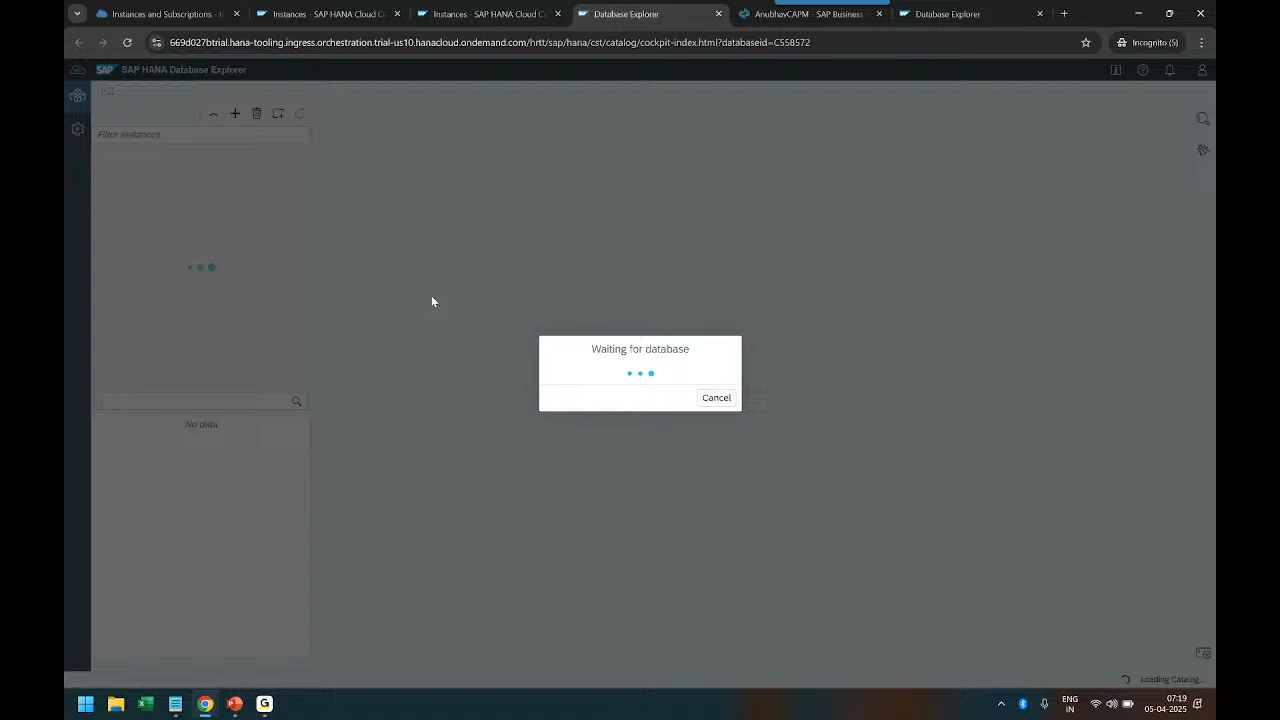 Instances and Subscriptions - t
Instances - SAP HANA Cloud C
Instances - SAP HANA Cloud C
Database Explorer
AnubhavCAPM - SAP Business
Database Explorer
669d027btrial.hana-tooling.ingress.orchestration.trial-us10.hanacloud.ondemand.com/hrtt/sap/hana/cst/catalog/cockpit-index.html?databaseid=C558572
Incognito (5)
SAP
SAP HANA Database Explorer
Filter instances
Waiting for database
Cancel
No data
Loading Catalog...
ENG
IN
07:19
05-04-2025